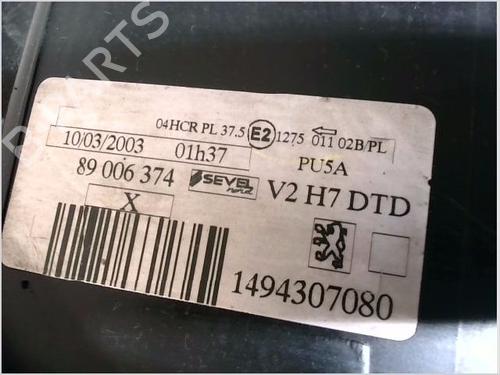 PARTS
04HCR PL 37.5 E2 1275 011 02B/PL
10/03/2003 01h37 PU5A
89 006 374 SEVEL V2 H7 DTD
X
1494307080